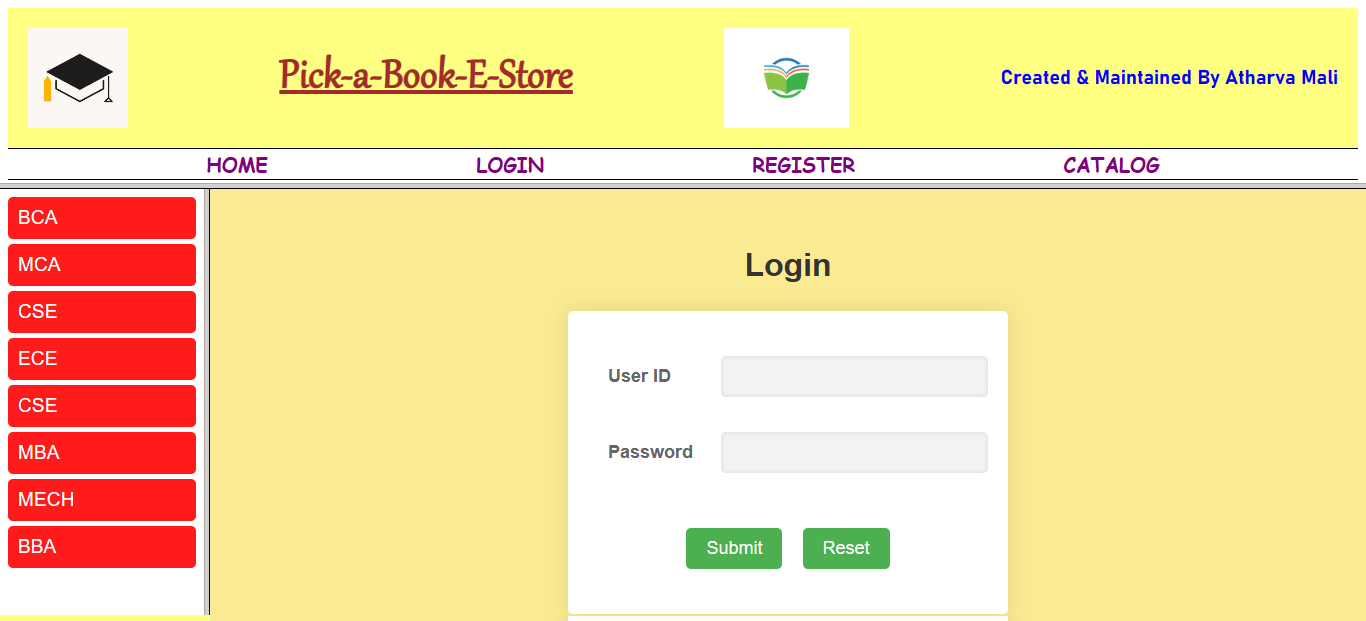 Pick-a-Book-E-Store
Created & Maintained By Atharva Mali
HOME LOGIN REGISTER CATALOG
BCA
MCA
CSE
ECE
CSE
MBA
MECH
BBA
Login
User ID
Password
Submit Reset